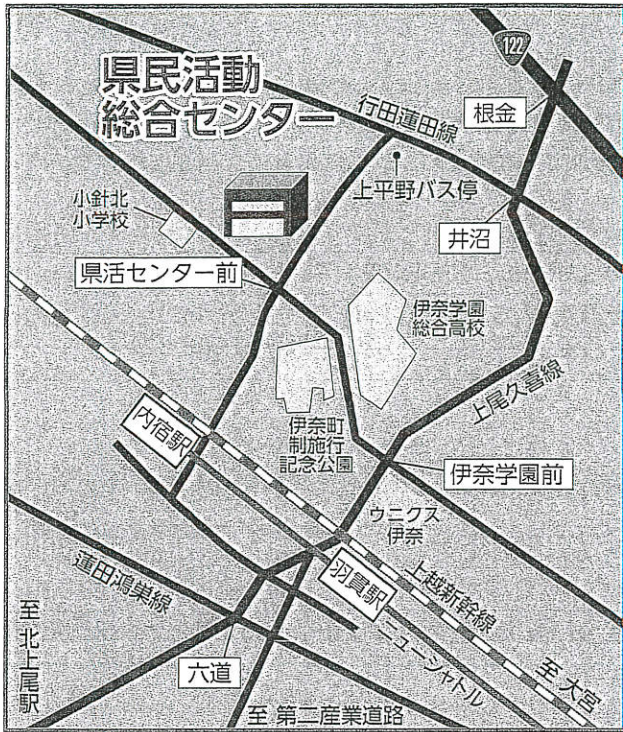 122
県民活動
総合センター
行田蓮田線
根金
上平野バス停
小針北
小学校
井沼
県活センター前
伊奈学園
総合高校
上尾久喜線
内宿駅
伊奈町
制施行
記念公園
伊奈学園前
ウニクス
伊奈
蓮田鴻巣線
羽貫駅
上越新幹線
ニューシャトル
至 大宮
至 北上尾駅
六道
至 第二産業道路